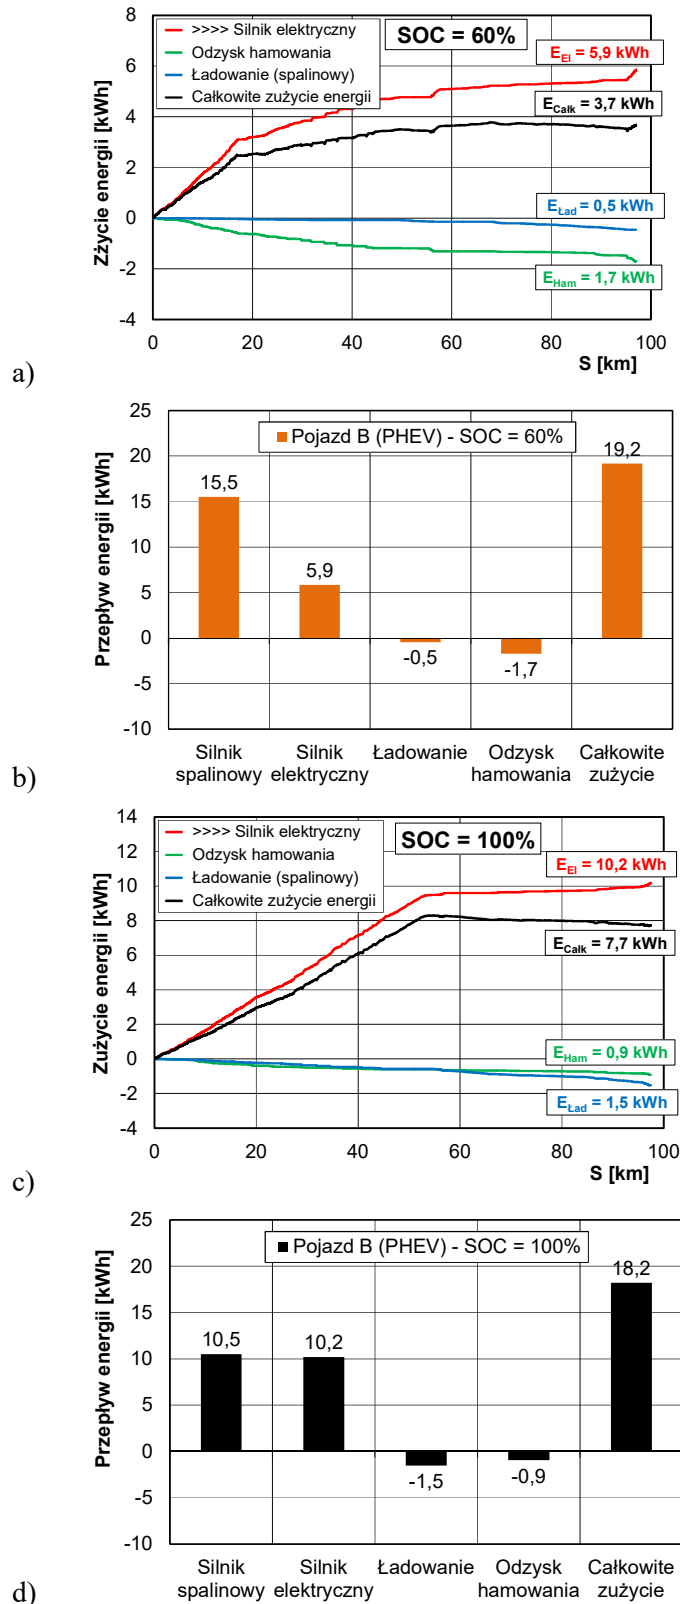 SOC = 60%
>>>> Silnik elektryczny
Odzysk hamowania
Ładowanie (spalinowy)
Całkowite zużycie energii
E_El = 5,9 kWh
E_Całk = 3,7 kWh
E_Ład = 0,5 kWh
E_Ham = 1,7 kWh
Zżycie energii [kWh]
8
6
4
2
0
-2
-4
0 20 40 60 80 100
S [km]
a)
Pojazd B (PHEV) - SOC = 60%
Przepływ energii [kWh]
25
20
15
10
5
0
-5
-10
15,5
5,9
-0,5
-1,7
19,2
Silnik Silnik Ładowanie Odzysk Całkowite
spalinowy elektryczny hamowania zużycie
b)
SOC = 100%
>>>> Silnik elektryczny
Odzysk hamowania
Ładowanie (spalinowy)
Całkowite zużycie energii
E_El = 10,2 kWh
E_Całk = 7,7 kWh
E_Ham = 0,9 kWh
E_Ład = 1,5 kWh
Zużycie energii [kWh]
14
12
10
8
6
4
2
0
-2
-4
0 20 40 60 80 100
S [km]
c)
Pojazd B (PHEV) - SOC = 100%
Przepływ energii [kWh]
25
20
15
10
5
0
-5
-10
10,5
10,2
-1,5
-0,9
18,2
Silnik Silnik Ładowanie Odzysk Całkowite
spalinowy elektryczny hamowania zużycie
d)